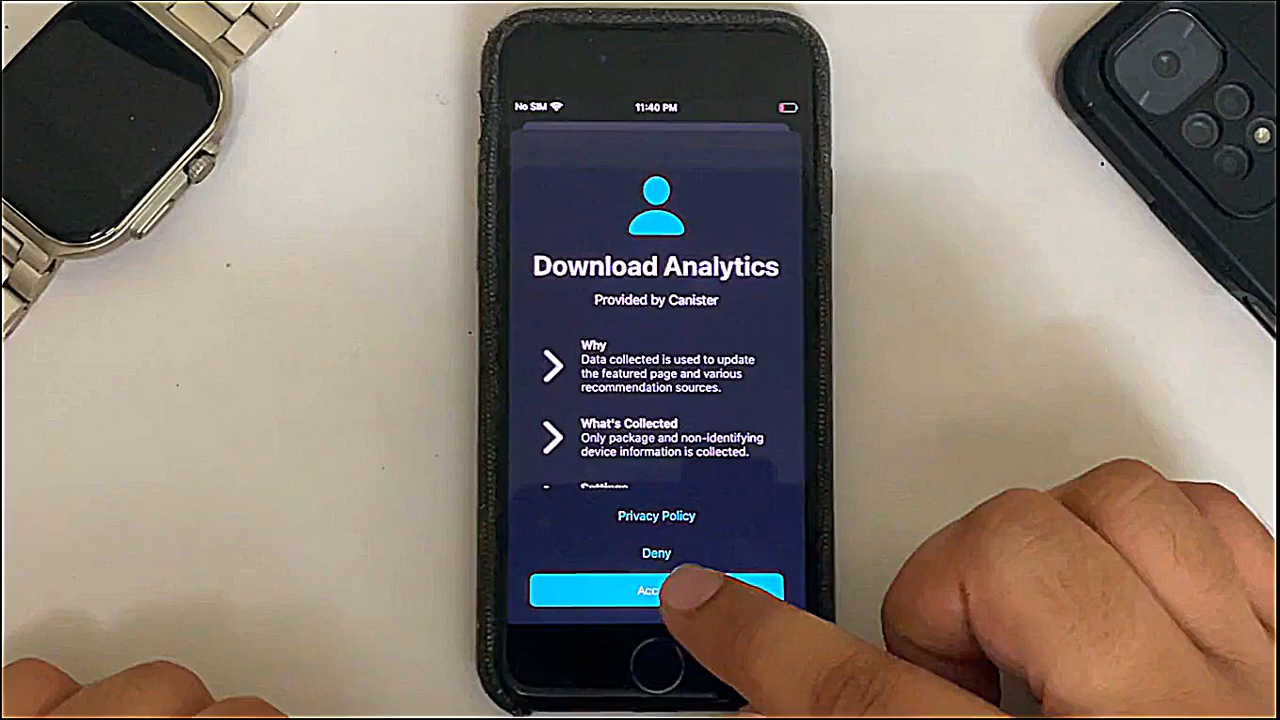 No SIM
11:40 PM
Download Analytics
Provided by Canister
Why
Data collected is used to update
the featured page and various
recommendation sources.
What's Collected
Only package and non-identifying
device information is collected.
Settings
Privacy Policy
Deny
Acc